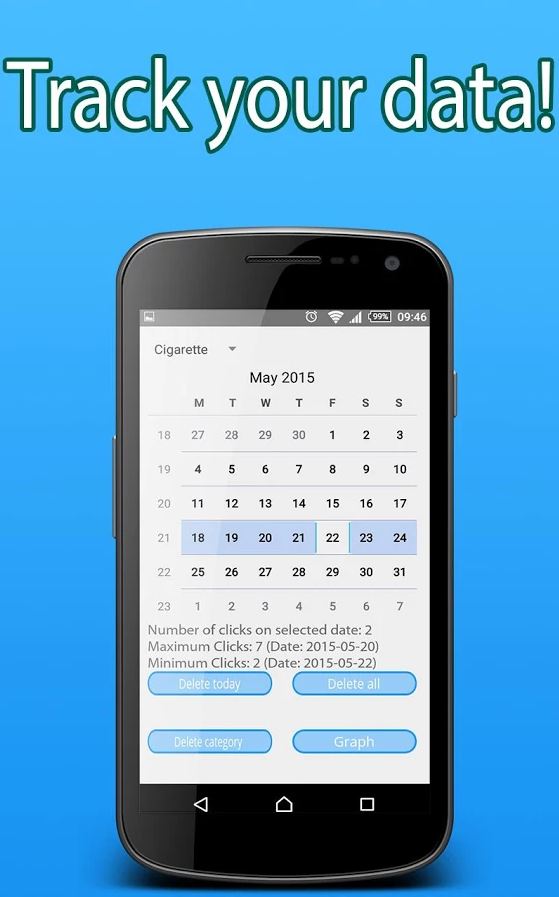 Track your data!
99% 09:46
Cigarette
May 2015
M T W T F S S
18 27 28 29 30 1 2 3
19 4 5 6 7 8 9 10
20 11 12 13 14 15 16 17
21 18 19 20 21 22 23 24
22 25 26 27 28 29 30 31
23 1 2 3 4 5 6 7
Number of clicks on selected date: 2
Maximum Clicks: 7 (Date: 2015-05-20)
Minimum Clicks: 2 (Date: 2015-05-22)
Delete today Delete all
Delete category Graph